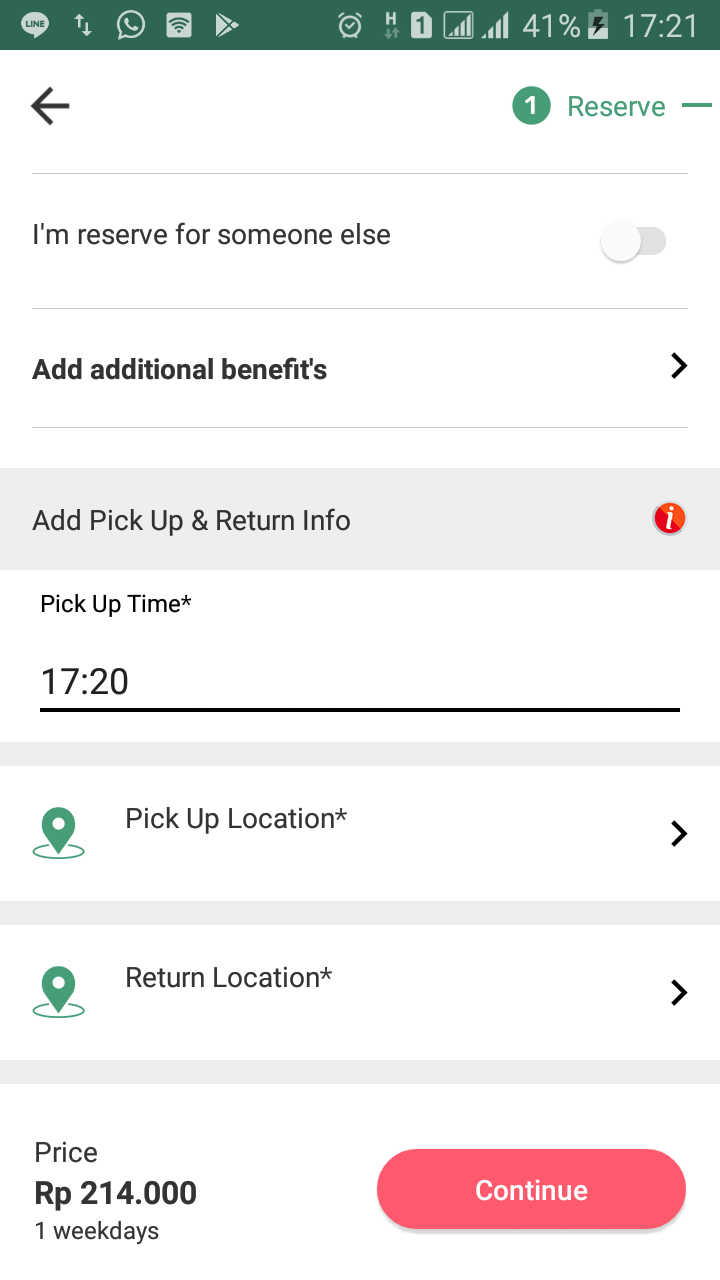 LINE
H 1 41% 17:21
1 Reserve
I'm reserve for someone else
Add additional benefit's
Add Pick Up & Return Info
i
Pick Up Time*
17:20
Pick Up Location*
Return Location*
Price
Rp 214.000
Continue
1 weekdays